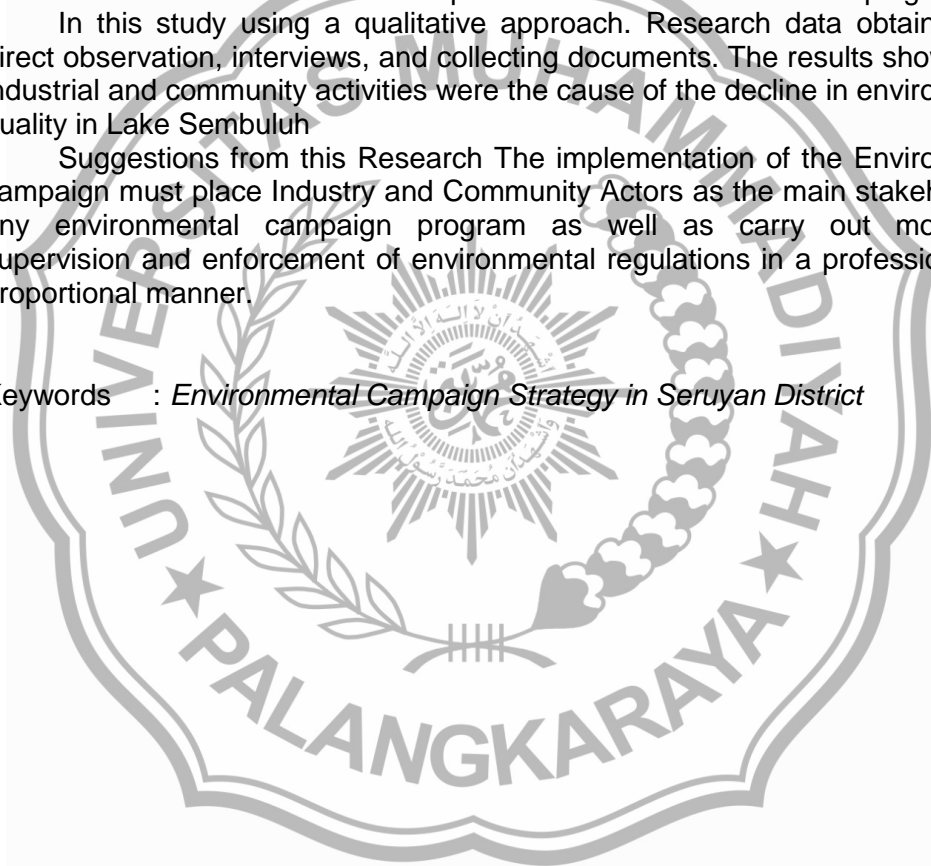 In this study using a qualitative approach. Research data obtain
irect observation, interviews, and collecting documents. The results show
ndustrial and community activities were the cause of the decline in enviro
uality in Lake Sembuluh
Suggestions from this Research The implementation of the Enviro
ampaign must place Industry and Community Actors as the main stakeh
ny environmental campaign program as well as carry out mo
upervision and enforcement of environmental regulations in a professio
roportional manner.
eywords : Environmental Campaign Strategy in Seruyan District
UNIVERSITAS MUHAMMADIYAH
PALANGKARAYA